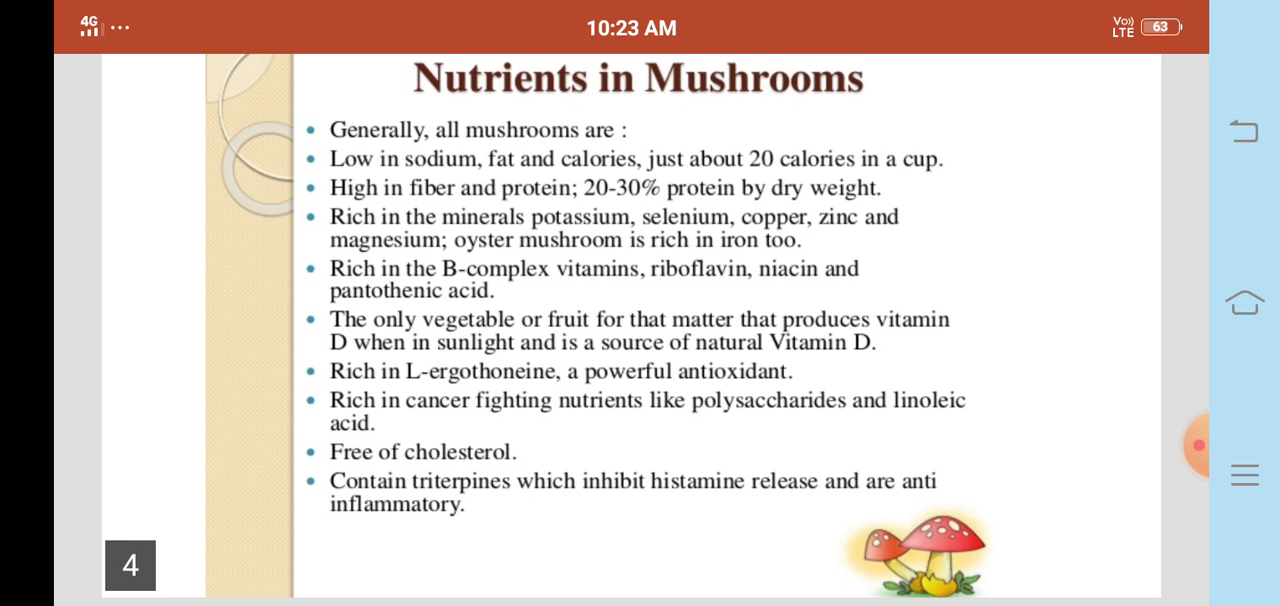 4G ...
10:23 AM
Vo))
LTE
63
Nutrients in Mushrooms
• Generally, all mushrooms are :
• Low in sodium, fat and calories, just about 20 calories in a cup.
• High in fiber and protein; 20-30% protein by dry weight.
• Rich in the minerals potassium, selenium, copper, zinc and
magnesium; oyster mushroom is rich in iron too.
• Rich in the B-complex vitamins, riboflavin, niacin and
pantothenic acid.
• The only vegetable or fruit for that matter that produces vitamin
D when in sunlight and is a source of natural Vitamin D.
• Rich in L-ergothoneine, a powerful antioxidant.
• Rich in cancer fighting nutrients like polysaccharides and linoleic
acid.
• Free of cholesterol.
• Contain triterpines which inhibit histamine release and are anti
inflammatory.
4